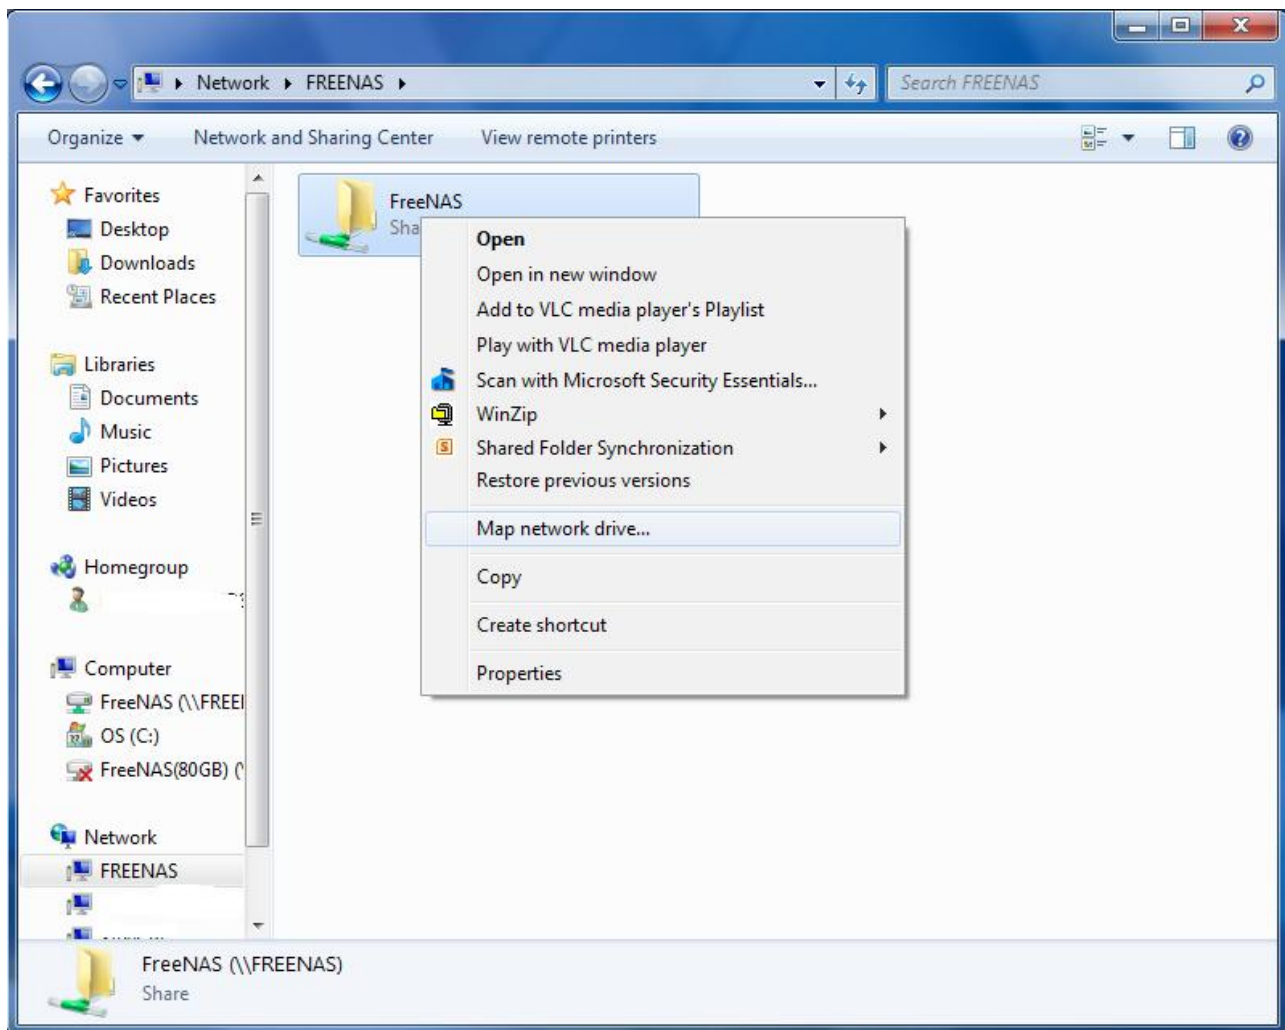 Network ▸ FREENAS ▸
Search FREENAS
Organize
Network and Sharing Center
View remote printers
Favorites
Desktop
Downloads
Recent Places
Libraries
Documents
Music
Pictures
Videos
Homegroup
Computer
FreeNAS (\\FREE
OS (C:)
FreeNAS(80GB) (
Network
FREENAS
FreeNAS
Sha
Open
Open in new window
Add to VLC media player's Playlist
Play with VLC media player
Scan with Microsoft Security Essentials...
WinZip
Shared Folder Synchronization
Restore previous versions
Map network drive...
Copy
Create shortcut
Properties
FreeNAS (\\FREENAS)
Share